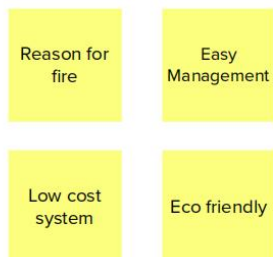 Reason for
fire
Easy
Management
Low cost
system
Eco friendly